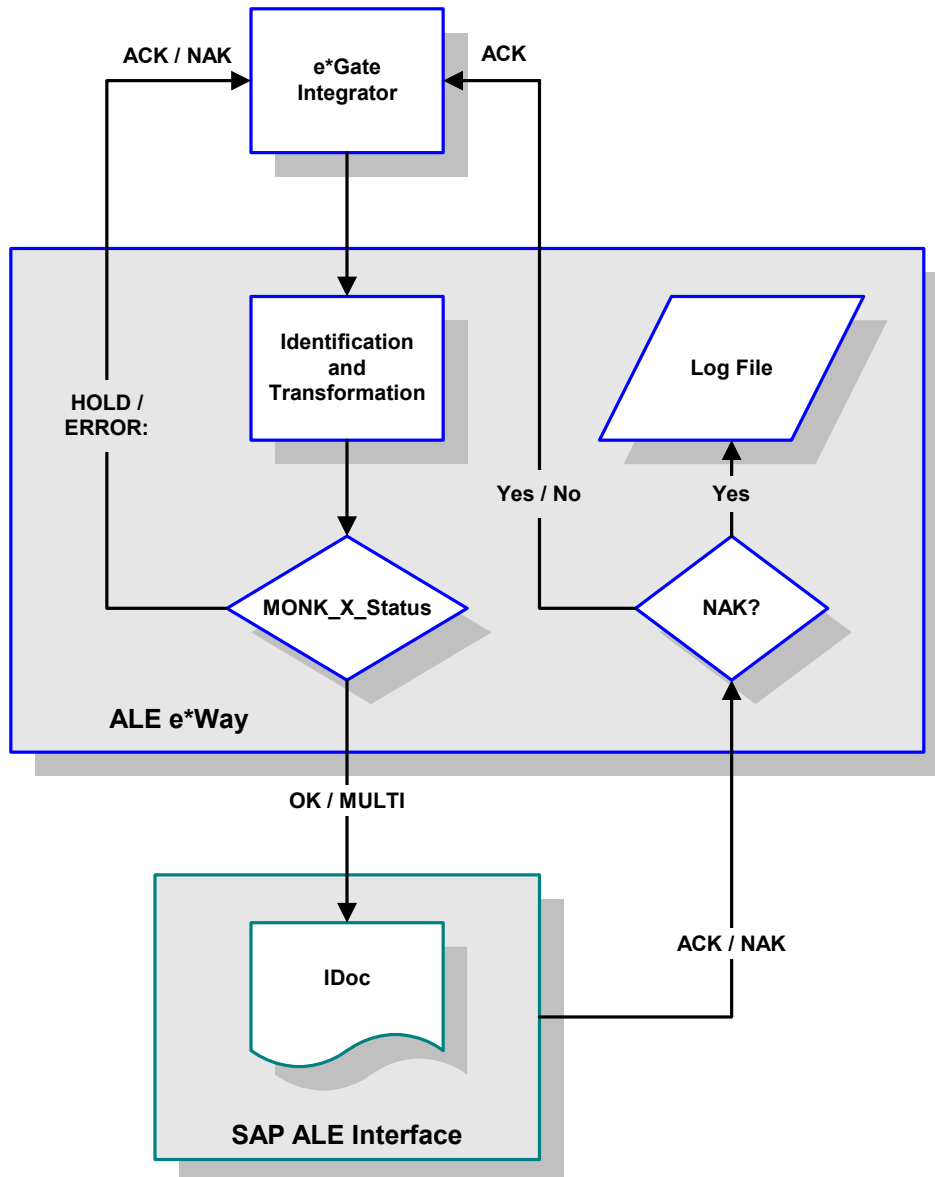 ACK / NAK
e*Gate
Integrator
ACK
Identification
and
Transformation
Log File
HOLD /
ERROR:
Yes / No
Yes
MONK_X_Status
NAK?
ALE e*Way
OK / MULTI
ACK / NAK
IDoc
SAP ALE Interface